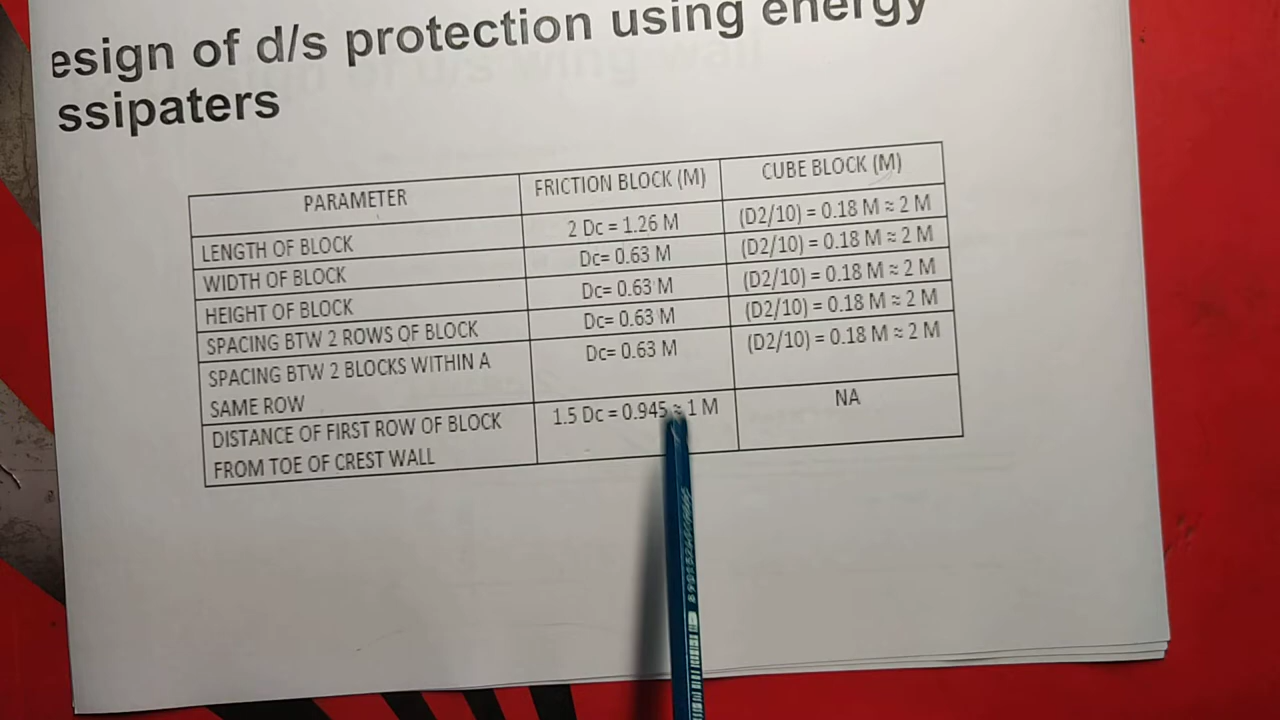 esign of d/s protection using energy
ssipaters
PARAMETER FRICTION BLOCK (M) CUBE BLOCK (M)
LENGTH OF BLOCK 2 Dc = 1.26 M (D2/10) = 0.18 M ≈ 2 M
WIDTH OF BLOCK Dc= 0.63 M (D2/10) = 0.18 M ≈ 2 M
HEIGHT OF BLOCK Dc= 0.63 M (D2/10) = 0.18 M ≈ 2 M
SPACING BTW 2 ROWS OF BLOCK Dc= 0.63 M (D2/10) = 0.18 M ≈ 2 M
SPACING BTW 2 BLOCKS WITHIN A Dc= 0.63 M (D2/10) = 0.18 M ≈ 2 M
SAME ROW
DISTANCE OF FIRST ROW OF BLOCK 1.5 Dc = 0.945 ≈ 1 M NA
FROM TOE OF CREST WALL